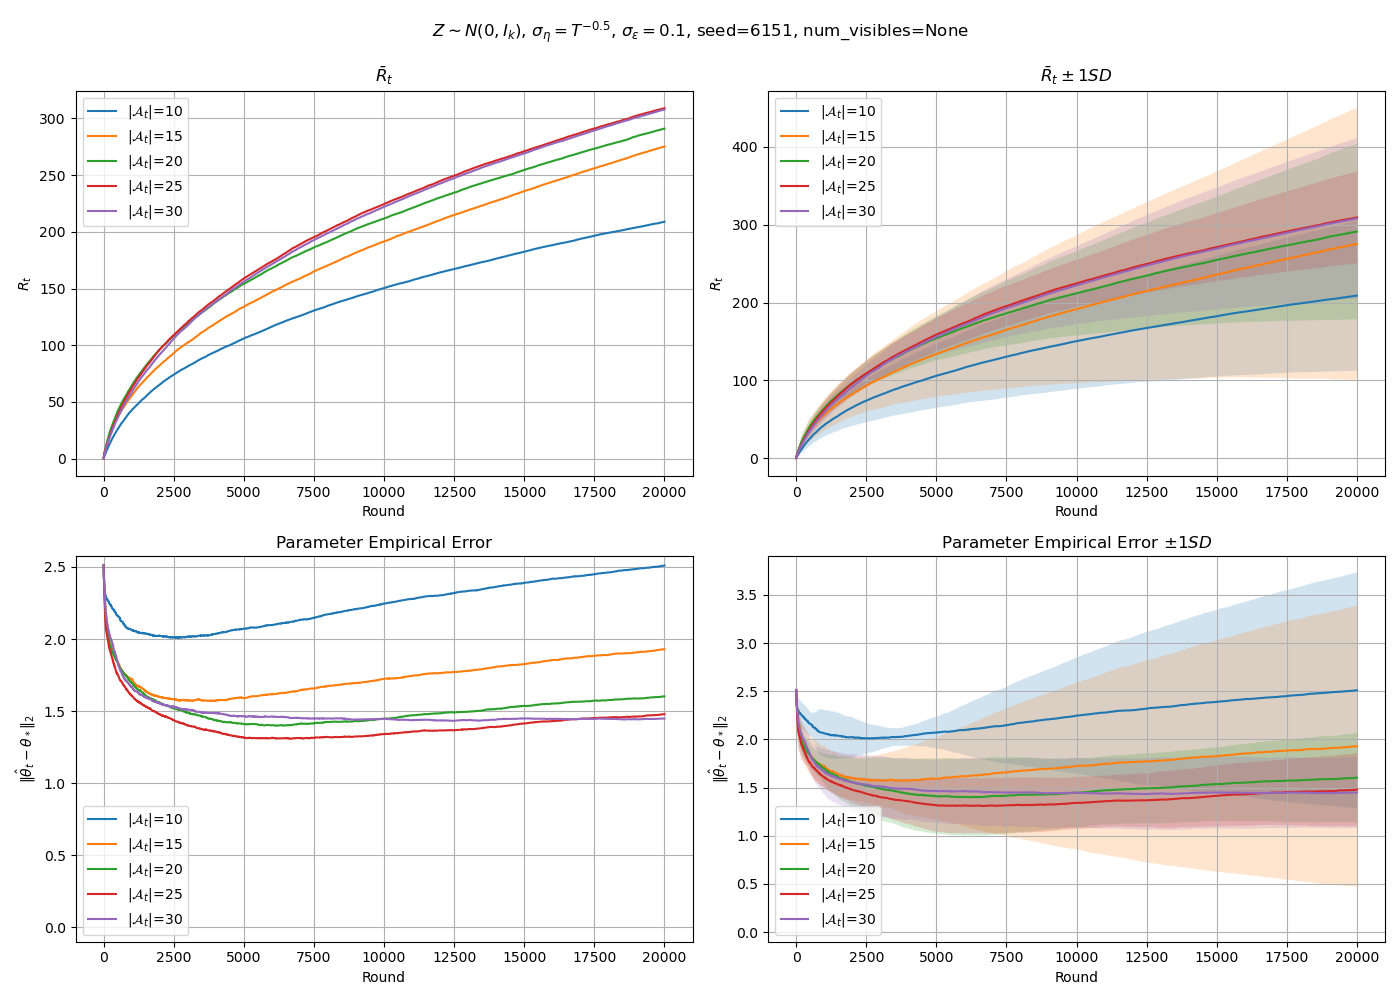 Z ∼ N(0, I_k), σ_η = T^{−0.5}, σ_ε = 0.1, seed=6151, num_visibles=None
R̄_t
R_t
300
250
200
150
100
50
0
|𝒜_t|=10
|𝒜_t|=15
|𝒜_t|=20
|𝒜_t|=25
|𝒜_t|=30
0 2500 5000 7500 10000 12500 15000 17500 20000
Round
R̄_t ± 1SD
R_t
400
300
200
100
0
|𝒜_t|=10
|𝒜_t|=15
|𝒜_t|=20
|𝒜_t|=25
|𝒜_t|=30
0 2500 5000 7500 10000 12500 15000 17500 20000
Round
Parameter Empirical Error
‖θ̂_t − θ_*‖_2
2.5
2.0
1.5
1.0
0.5
0.0
|𝒜_t|=10
|𝒜_t|=15
|𝒜_t|=20
|𝒜_t|=25
|𝒜_t|=30
0 2500 5000 7500 10000 12500 15000 17500 20000
Round
Parameter Empirical Error ±1SD
‖θ̂_t − θ_*‖_2
3.5
3.0
2.5
2.0
1.5
1.0
0.5
0.0
|𝒜_t|=10
|𝒜_t|=15
|𝒜_t|=20
|𝒜_t|=25
|𝒜_t|=30
0 2500 5000 7500 10000 12500 15000 17500 20000
Round